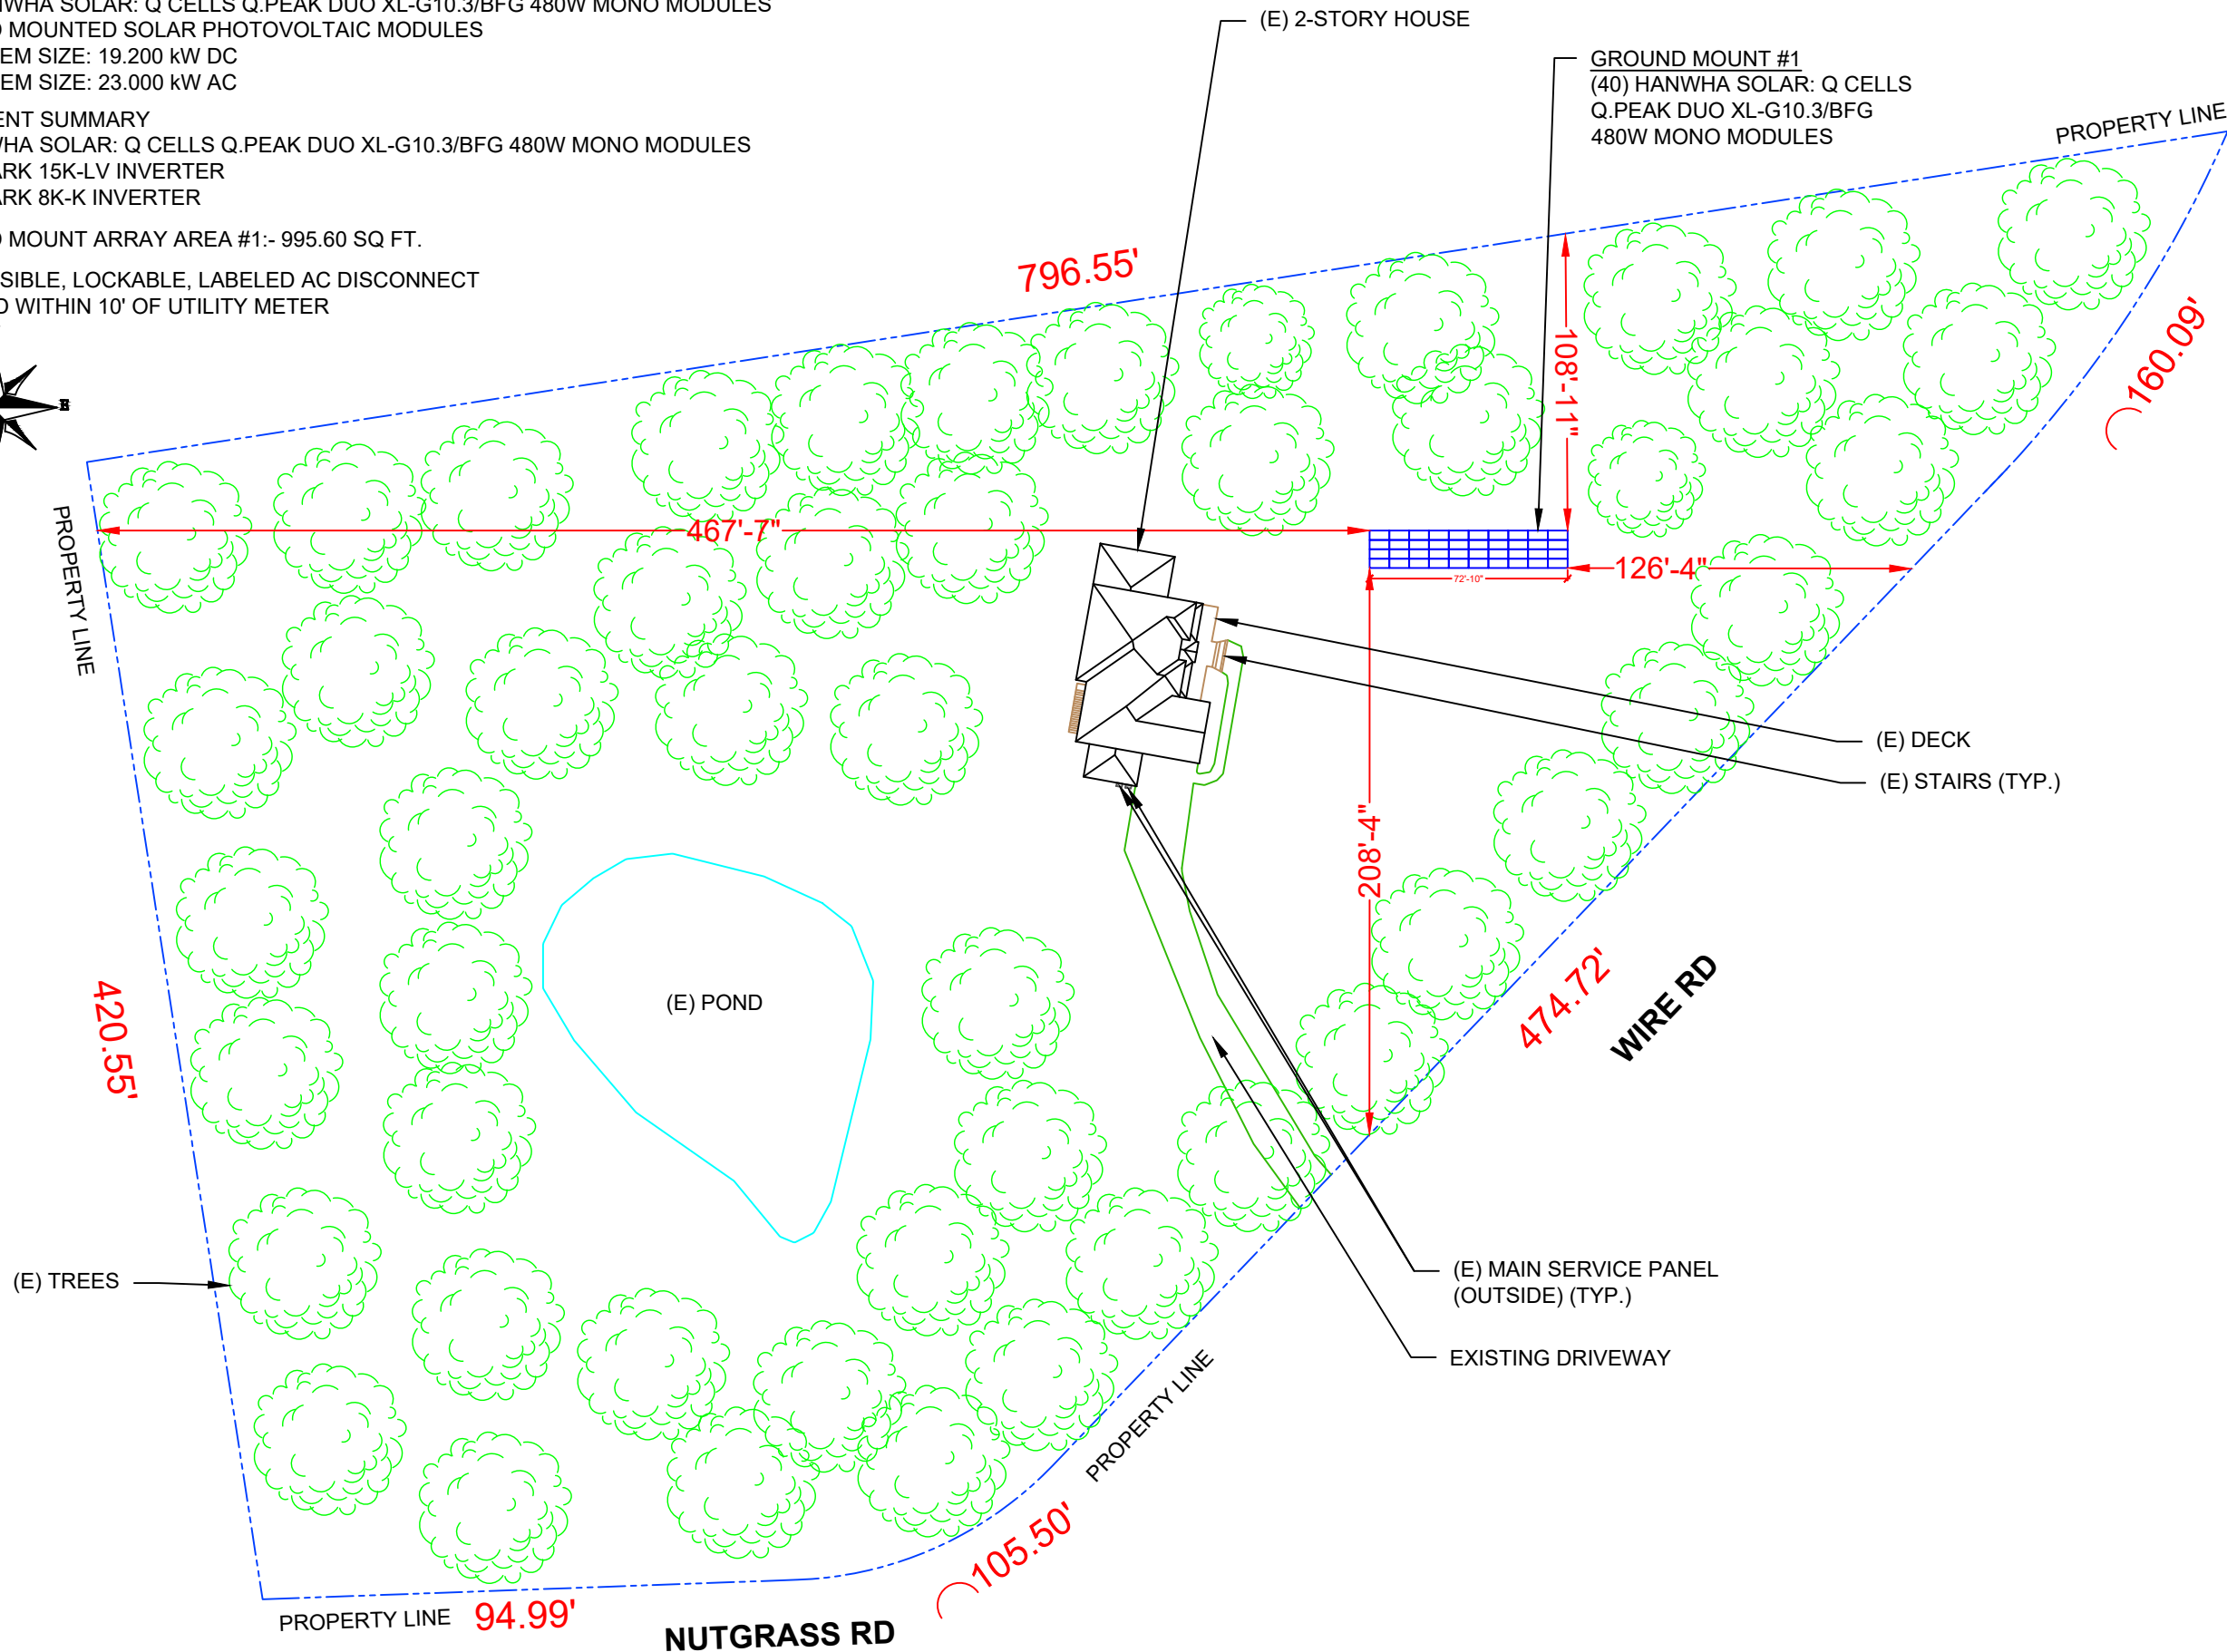 NWHA SOLAR: Q CELLS Q.PEAK DUO XL-G10.3/BFG 480W MONO MODULES
MOUNTED SOLAR PHOTOVOLTAIC MODULES
EM SIZE: 19.200 kW DC
EM SIZE: 23.000 kW AC
ENT SUMMARY
HA SOLAR: Q CELLS Q.PEAK DUO XL-G10.3/BFG 480W MONO MODULES
ARK 15K-LV INVERTER
ARK 8K-K INVERTER
MOUNT ARRAY AREA #1:- 995.60 SQ FT.
SIBLE, LOCKABLE, LABELED AC DISCONNECT
D WITHIN 10' OF UTILITY METER
(E) 2-STORY HOUSE
GROUND MOUNT #1
(40) HANWHA SOLAR: Q CELLS
Q.PEAK DUO XL-G10.3/BFG
480W MONO MODULES
PROPERTY LINE
796.55'
108'-11"
160.09'
467'-7"
126'-4"
72'-10"
PROPERTY LINE
(E) DECK
(E) STAIRS (TYP.)
208'-4"
420.55'
(E) POND
474.72'
WIRE RD
(E) TREES
(E) MAIN SERVICE PANEL
(OUTSIDE) (TYP.)
EXISTING DRIVEWAY
PROPERTY LINE
105.50'
PROPERTY LINE
94.99'
NUTGRASS RD